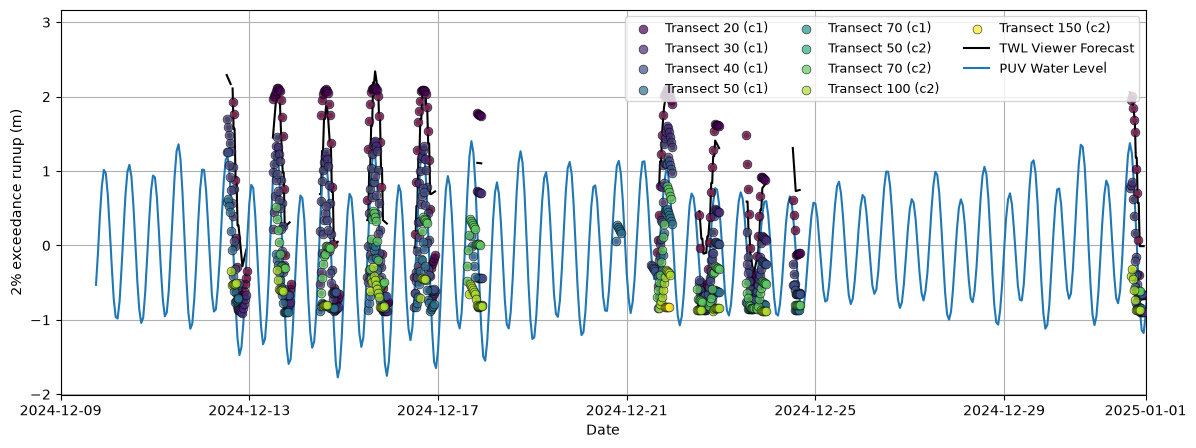 Transect 20 (c1)
Transect 30 (c1)
Transect 40 (c1)
Transect 50 (c1)
Transect 70 (c1)
Transect 50 (c2)
Transect 70 (c2)
Transect 100 (c2)
Transect 150 (c2)
TWL Viewer Forecast
PUV Water Level
2% exceedance runup (m)
3
2
1
0
−1
−2
2024-12-09
2024-12-13
2024-12-17
2024-12-21
2024-12-25
2024-12-29
2025-01-01
Date